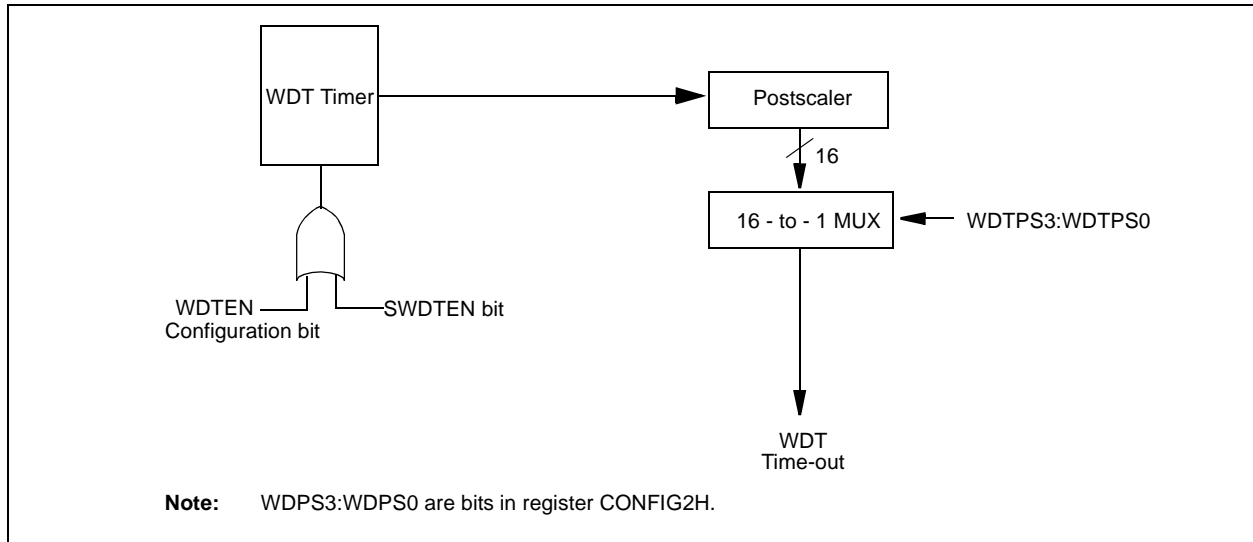 WDT Timer
Postscaler
16
16 - to - 1 MUX
WDTPS3:WDTPS0
WDTEN
Configuration bit
SWDTEN bit
WDT
Time-out
Note: WDPS3:WDPS0 are bits in register CONFIG2H.